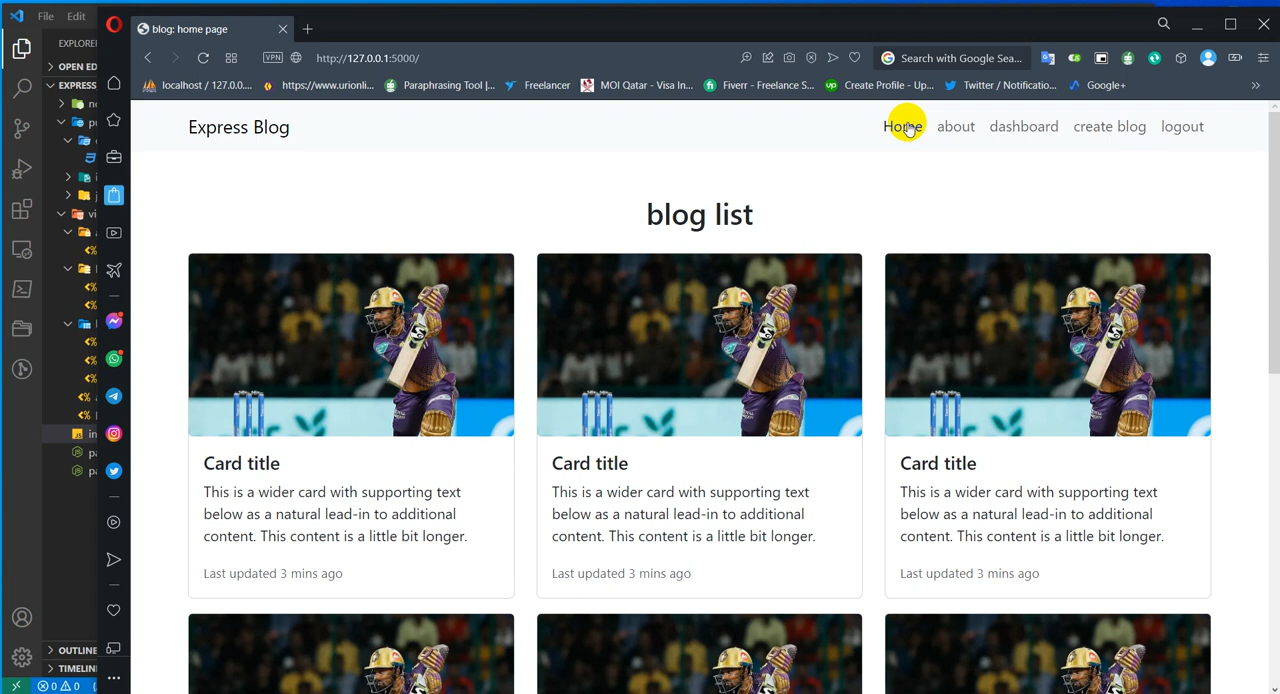 File Edit
blog: home page
EXPLORE
VPN http://127.0.0.1:5000/ Search with Google Sea...
OPEN ED
localhost / 127.0.0.... https://www.urionli... Paraphrasing Tool |... Freelancer MOI Qatar - Visa In... Fiverr - Freelance S... Create Profile - Up... Twitter / Notificatio... Google+
EXPRESS
Express Blog Home about dashboard create blog logout
blog list
Card title Card title Card title
This is a wider card with supporting text This is a wider card with supporting text This is a wider card with supporting text
below as a natural lead-in to additional below as a natural lead-in to additional below as a natural lead-in to additional
content. This content is a little bit longer. content. This content is a little bit longer. content. This content is a little bit longer.
Last updated 3 mins ago Last updated 3 mins ago Last updated 3 mins ago
OUTLINE
TIMELIN
0 0